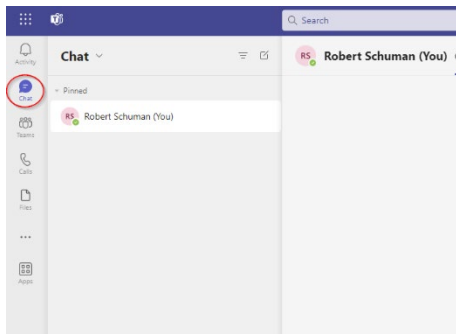 Search
Activity
Chat
Teams
Calls
Files
Apps
Chat
Pinned
RS Robert Schuman (You)
RS Robert Schuman (You)